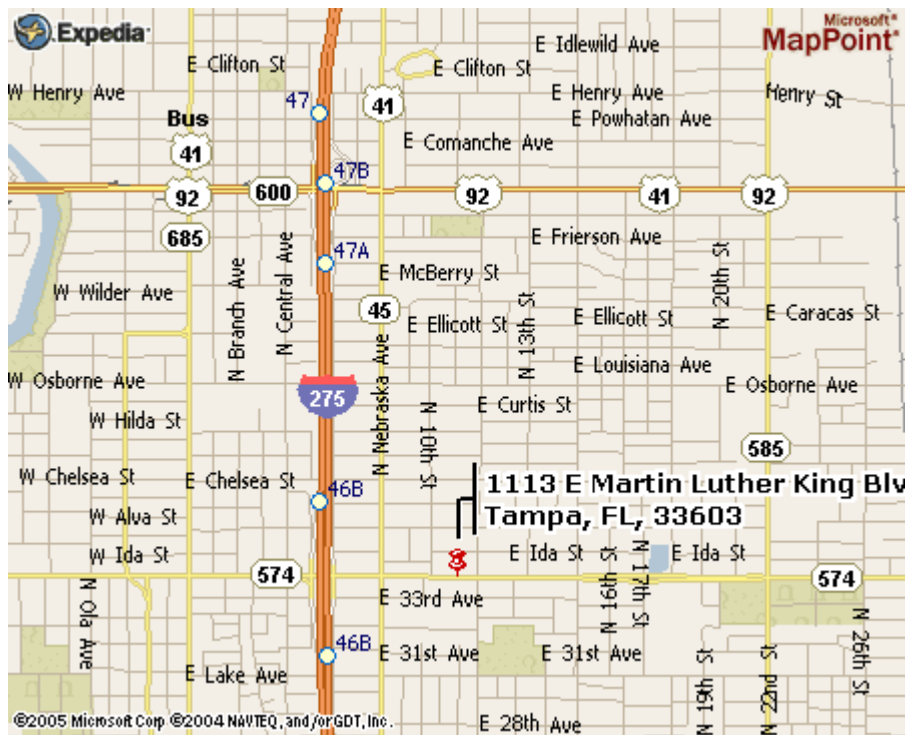 Expedia
Microsoft
MapPoint
E Idlewild Ave
E Clifton St
E Clifton St
W Henry Ave
E Henry Ave
Henry St
47
41
E Powhatan Ave
Bus
41
E Comanche Ave
47B
92
600
92
41
92
685
E Frierson Ave
47A
N Central Ave
N Branch Ave
E McBerry St
N 20th St
W Wilder Ave
45
E Ellicott St
N 13th St
E Ellicott St
E Caracas St
E Louisiana Ave
W Osborne Ave
275
N Nebraska Ave
E Osborne Ave
W Hilda St
N 10th St
E Curtis St
585
W Chelsea St
E Chelsea St
46B
1113 E Martin Luther King Blv
Tampa, FL, 33603
W Alva St
W Ida St
E Ida St
N 17th St
E Ida St
574
574
N Ola Ave
E 33rd Ave
N 19th St
N 26th St
46B
E 31st Ave
E 31st Ave
E Lake Ave
N 19th St
N 22nd St
©2005 Microsoft Corp ©2004 NAVTEQ, and/or GDT, Inc.
E 28th Ave